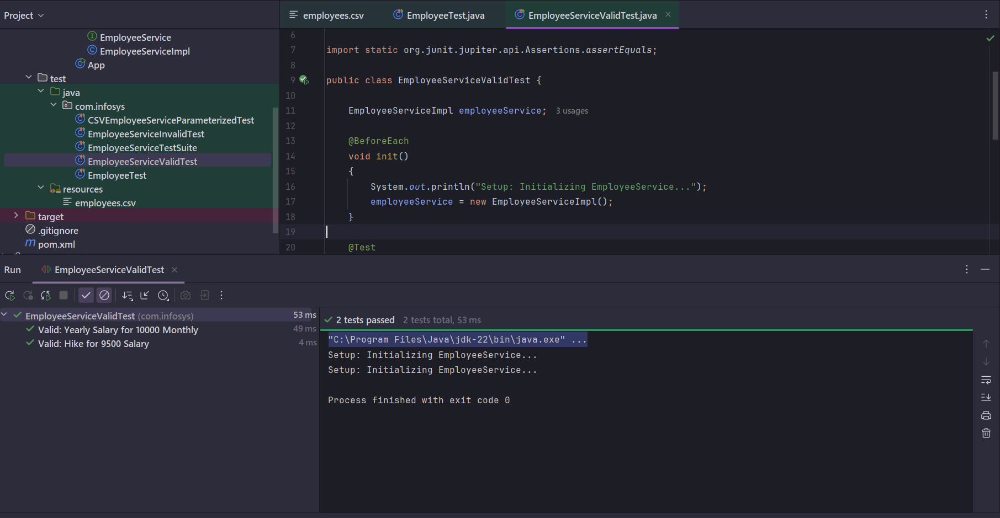 Project
employees.csv
EmployeeTest.java
EmployeeServiceValidTest.java
EmployeeService
EmployeeServiceImpl
App
test
java
com.infosys
CSVEmployeeServiceParameterizedTest
EmployeeServiceInvalidTest
EmployeeServiceTestSuite
EmployeeServiceValidTest
EmployeeTest
resources
employees.csv
target
.gitignore
pom.xml
6
7 import static org.junit.jupiter.api.Assertions.assertEquals;
8
9 public class EmployeeServiceValidTest {
10
11 EmployeeServiceImpl employeeService; 3 usages
12
13 @BeforeEach
14 void init()
15 {
16 System.out.println("Setup: Initializing EmployeeService...");
17 employeeService = new EmployeeServiceImpl();
18 }
19
20 @Test
Run
EmployeeServiceValidTest
EmployeeServiceValidTest (com.infosys) 53 ms
Valid: Yearly Salary for 10000 Monthly 49 ms
Valid: Hike for 9500 Salary 4 ms
2 tests passed 2 tests total, 53 ms
"C:\Program Files\Java\jdk-22\bin\java.exe" ...
Setup: Initializing EmployeeService...
Setup: Initializing EmployeeService...
Process finished with exit code 0